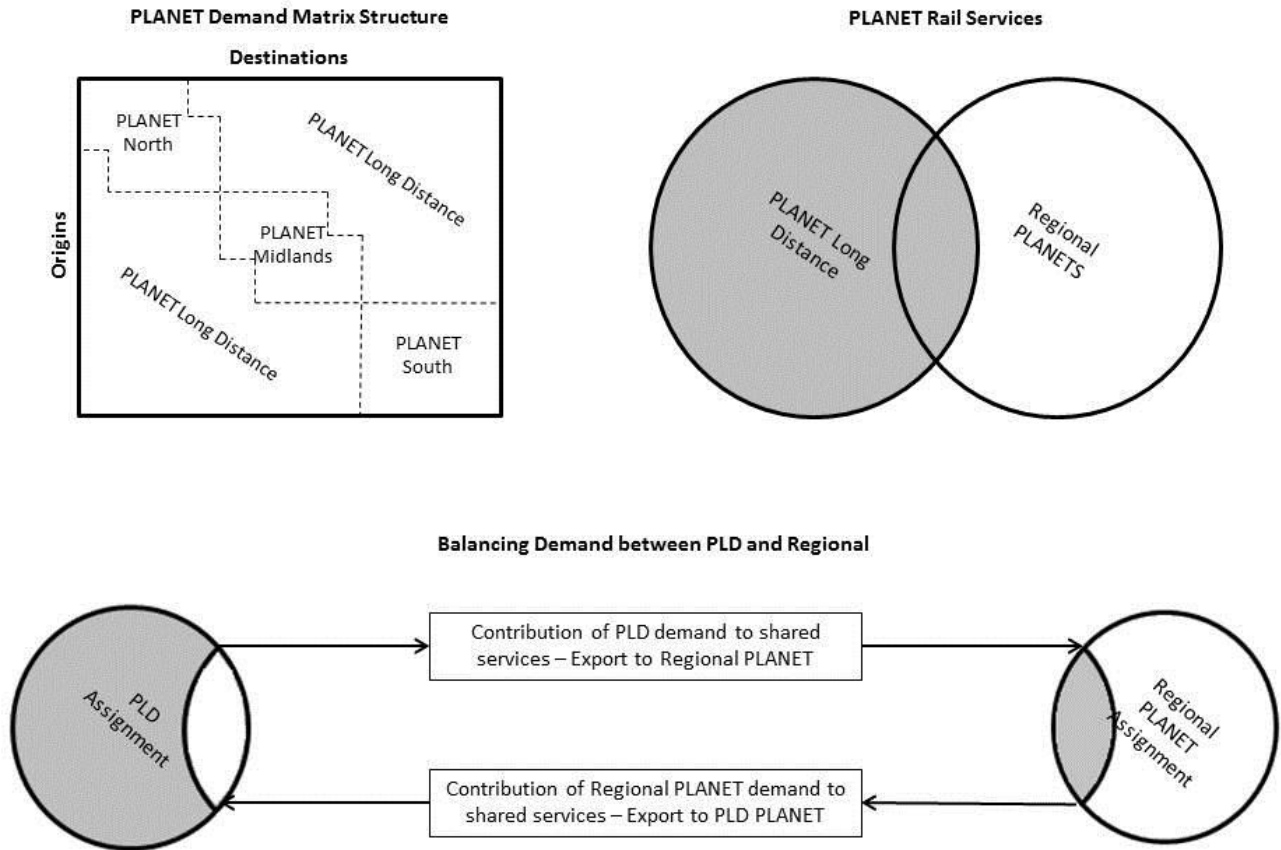 PLANET Demand Matrix Structure
Destinations
Origins
PLANET
North
PLANET Long Distance
PLANET
Midlands
PLANET Long Distance
PLANET
South
PLANET Rail Services
PLANET Long
Distance
Regional
PLANETS
Balancing Demand between PLD and Regional
PLD
Assignment
Contribution of PLD demand to shared
services – Export to Regional PLANET
Contribution of Regional PLANET demand to
shared services – Export to PLD PLANET
Regional
PLANET
Assignment